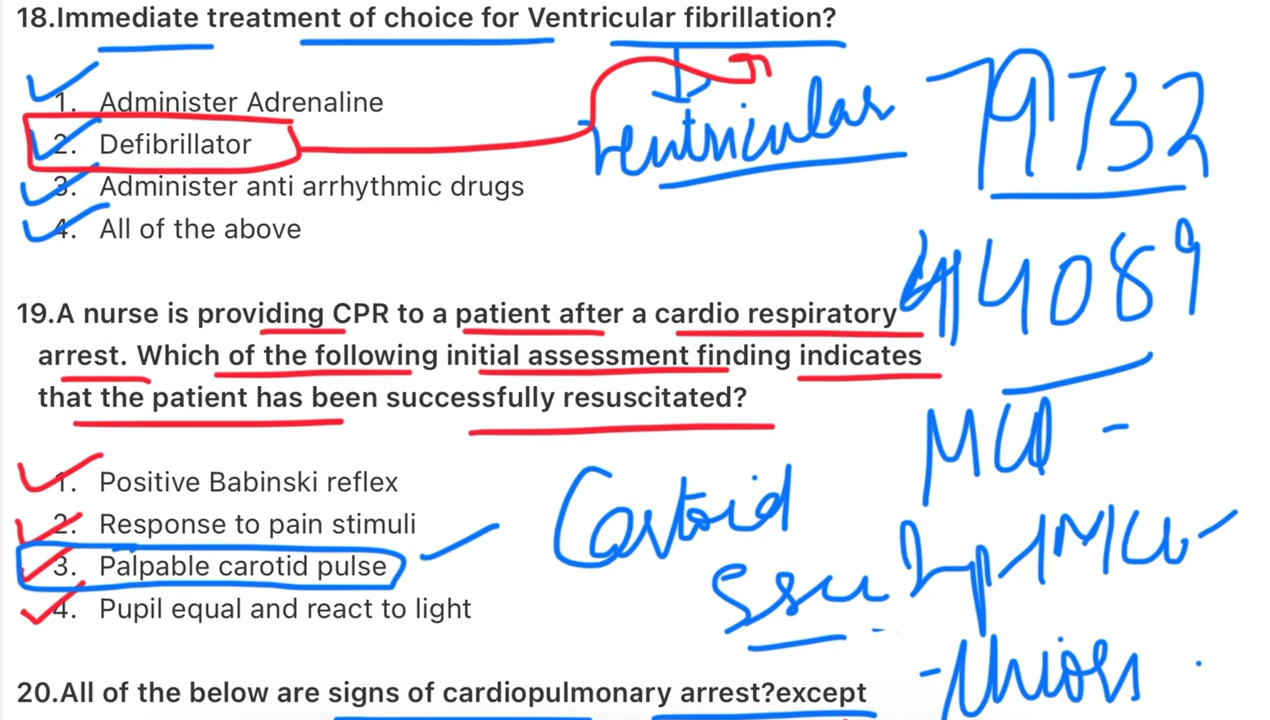 18.Immediate treatment of choice for Ventricular fibrillation?
1. Administer Adrenaline
2. Defibrillator
3. Administer anti arrhythmic drugs
4. All of the above
ventricular
79732
44089
19.A nurse is providing CPR to a patient after a cardio respiratory
arrest. Which of the following initial assessment finding indicates
that the patient has been successfully resuscitated?
1. Positive Babinski reflex
2. Response to pain stimuli
3. Palpable carotid pulse
4. Pupil equal and react to light
Carotid
MCQ -
20.All of the below are signs of cardiopulmonary arrest?except